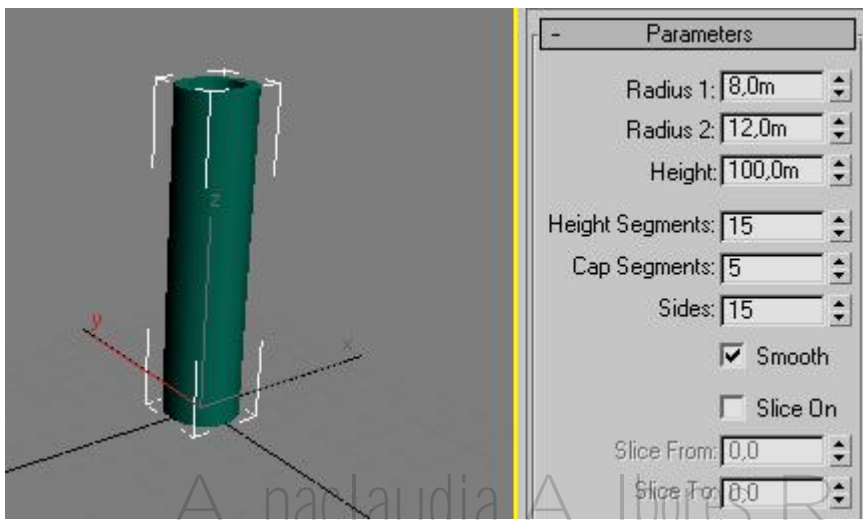 - Parameters
Radius 1: 8,0m
Radius 2: 12,0m
Height: 100,0m
Height Segments: 15
Cap Segments: 5
Sides: 15
Smooth
Slice On
Slice From: 0,0
Slice To: 0,0
z
y
x
A naclaudia A